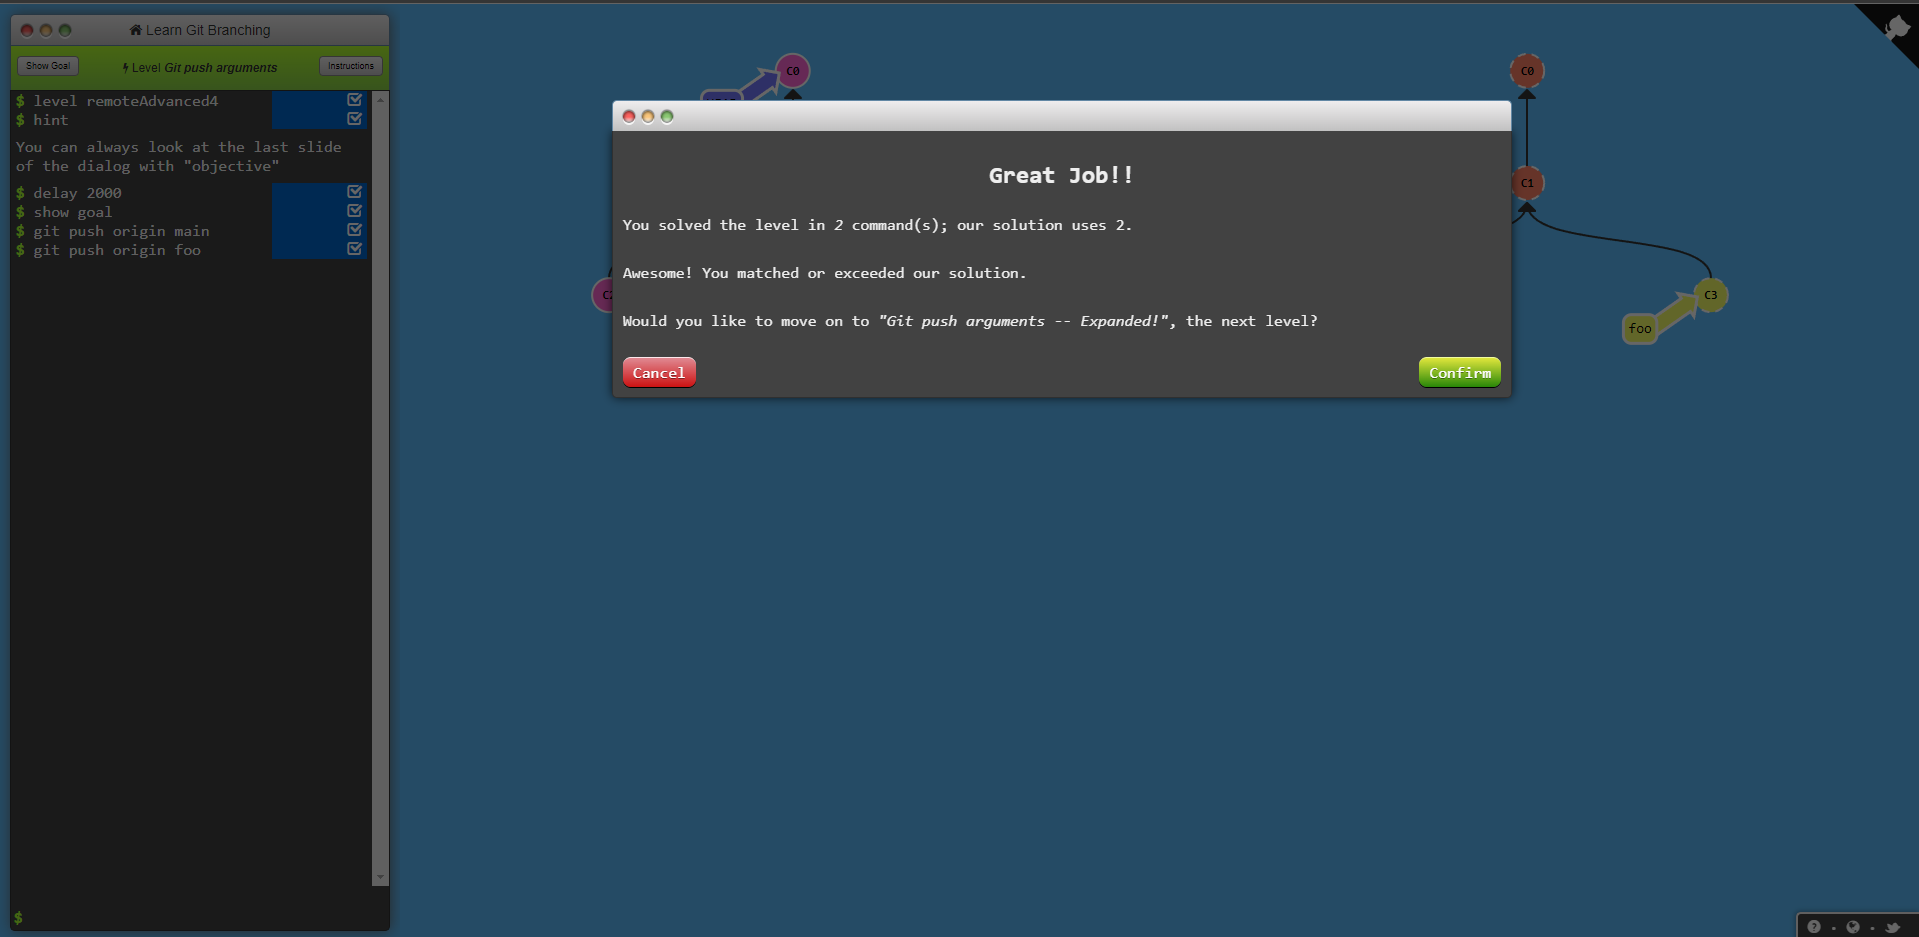 Learn Git Branching
Show Goal
Level Git push arguments
Instructions
$ level remoteAdvanced4
$ hint
You can always look at the last slide
of the dialog with "objective"
$ delay 2000
$ show goal
$ git push origin main
$ git push origin foo
$
C0
C0
C1
C3
foo
Great Job!!
You solved the level in 2 command(s); our solution uses 2.
Awesome! You matched or exceeded our solution.
Would you like to move on to "Git push arguments -- Expanded!", the next level?
Cancel
Confirm